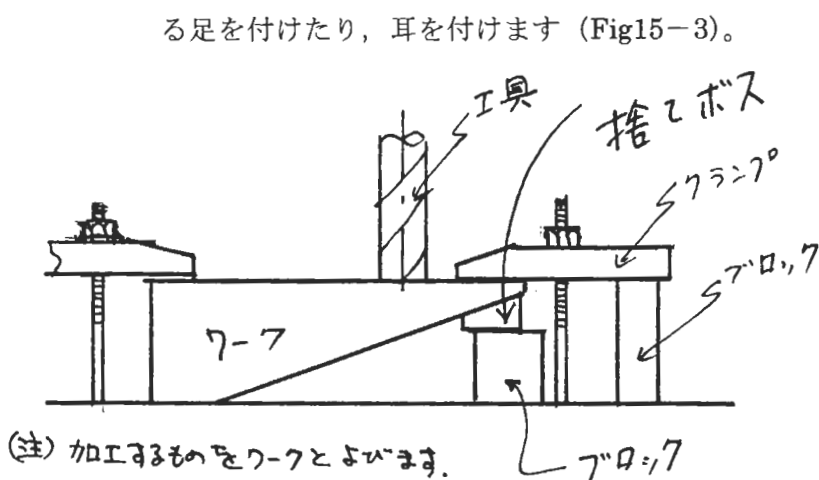 る足を付けたり，耳を付けます（Fig15－3）。
工具
捨てボス
クランプ
ブロック
ワーク
ブロック
(注) 加工するものをワークとよびます.